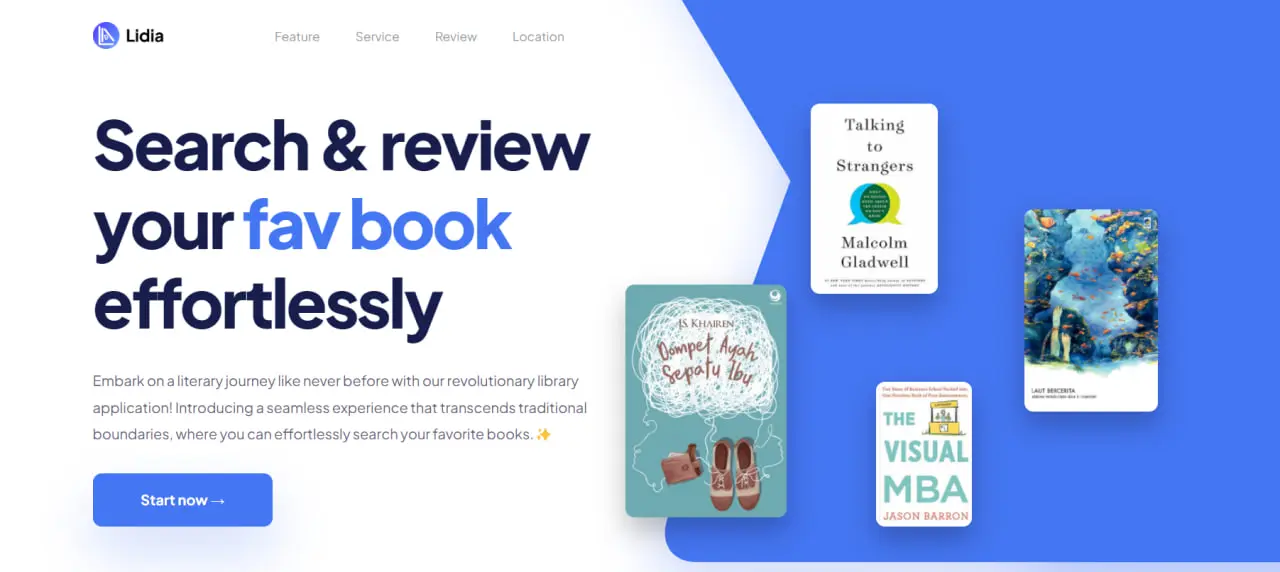 Lidia
Feature
Service
Review
Location
Search & review
your fav book
effortlessly
Embark on a literary journey like never before with our revolutionary library
application! Introducing a seamless experience that transcends traditional
boundaries, where you can effortlessly search your favorite books. ✨
Start now →
Talking
to
Strangers
Malcolm
Gladwell
J.S. KHAIREN
Dompet Ayah
Sepatu Ibu
LAUT BERCERITA
THE
VISUAL
MBA
JASON BARRON